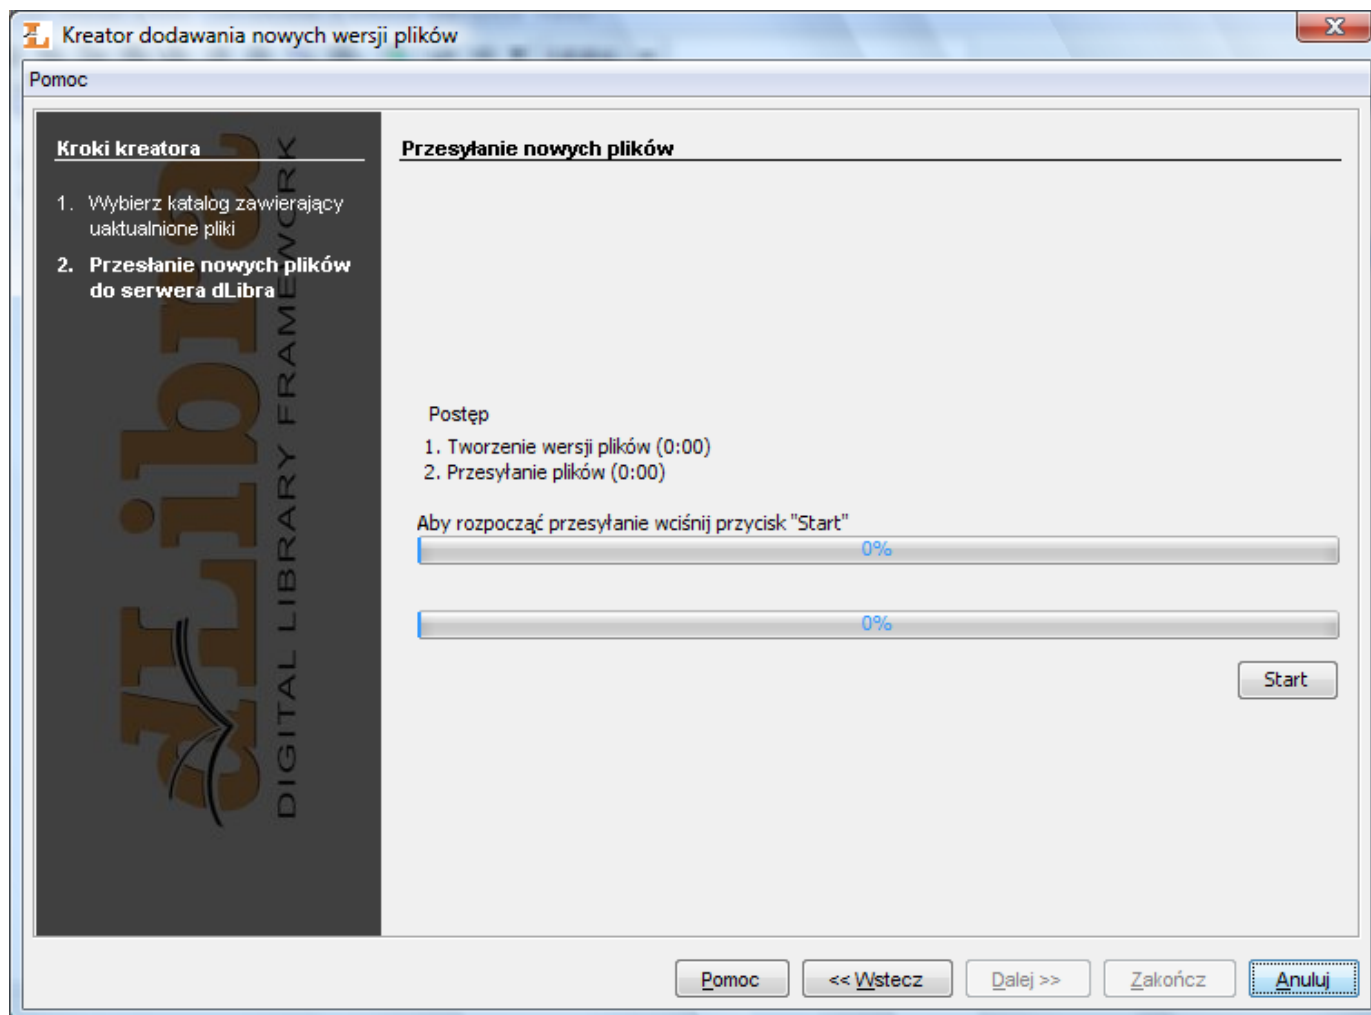 Kreator dodawania nowych wersji plików
Pomoc
Kroki kreatora
1. Wybierz katalog zawierający
uaktualnione pliki
2. Przesłanie nowych plików
do serwera dLibra
dLibra
DIGITAL LIBRARY FRAMEWORK
Przesyłanie nowych plików
Postęp
1. Tworzenie wersji plików (0:00)
2. Przesyłanie plików (0:00)
Aby rozpocząć przesyłanie wciśnij przycisk "Start"
0%
0%
Start
Pomoc
<< Wstecz
Dalej >>
Zakończ
Anuluj